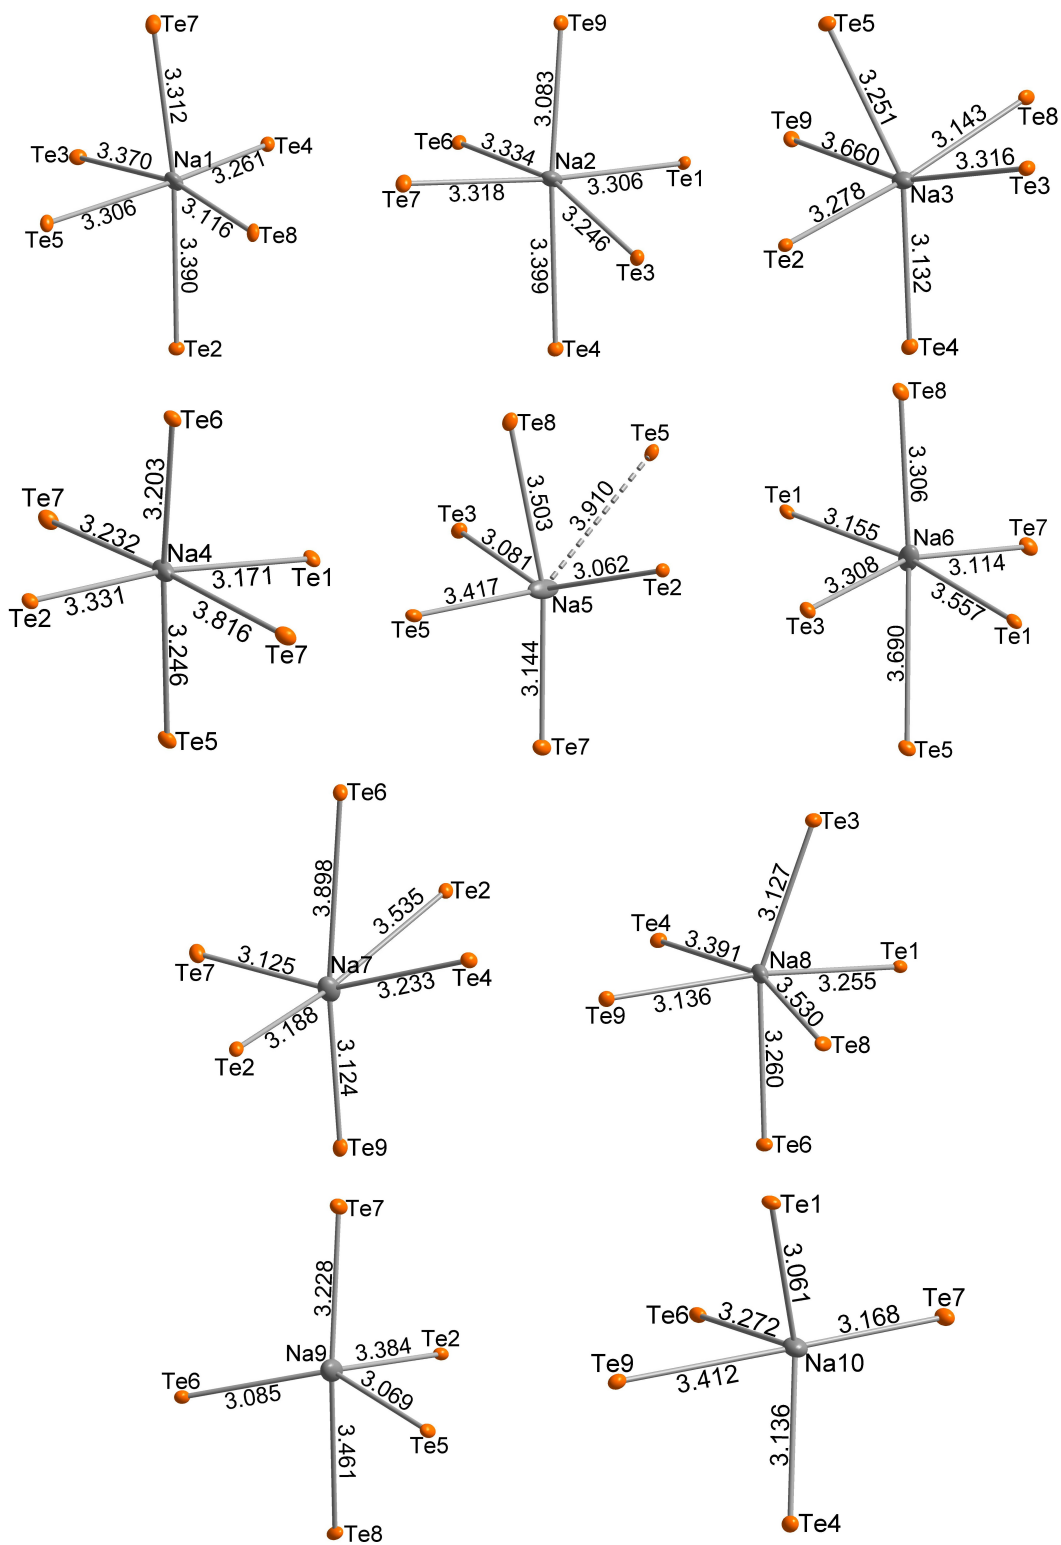 Te7
3.312
Te3
3.370
Na1
Te4
3.261
Te5
3.306
3.116
Te8
3.390
Te2
Te9
3.083
Te6
3.334
Na2
Te7
3.318
3.306
Te1
3.246
Te3
3.399
Te4
Te5
3.251
Te9
3.660
3.143
Te8
3.316
Te3
Na3
3.278
Te2
3.132
Te4
Te6
3.203
Te7
3.232
Na4
3.171
Te1
Te2
3.331
3.816
Te7
3.246
Te5
Te8
Te5
3.503
3.910
Te3
3.081
3.062
Te2
Te5
3.417
Na5
3.144
Te7
Te8
3.306
Te1
3.155
Na6
Te7
3.114
3.308
Te3
3.557
Te1
3.690
Te5
Te6
3.898
3.535
Te2
Te7
3.125
Na7
3.233
Te4
3.188
Te2
3.124
Te9
Te3
3.127
Te4
3.391
Na8
Te1
3.255
Te9
3.136
3.530
Te8
3.260
Te6
Te7
3.228
Na9
3.384
Te2
Te6
3.085
3.069
Te5
3.461
Te8
Te1
3.061
Te6
3.272
3.168
Te7
Te9
3.412
Na10
3.136
Te4